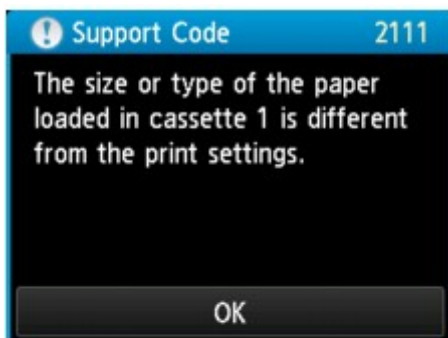 Support Code 2111
The size or type of the paper
loaded in cassette 1 is different
from the print settings.
OK